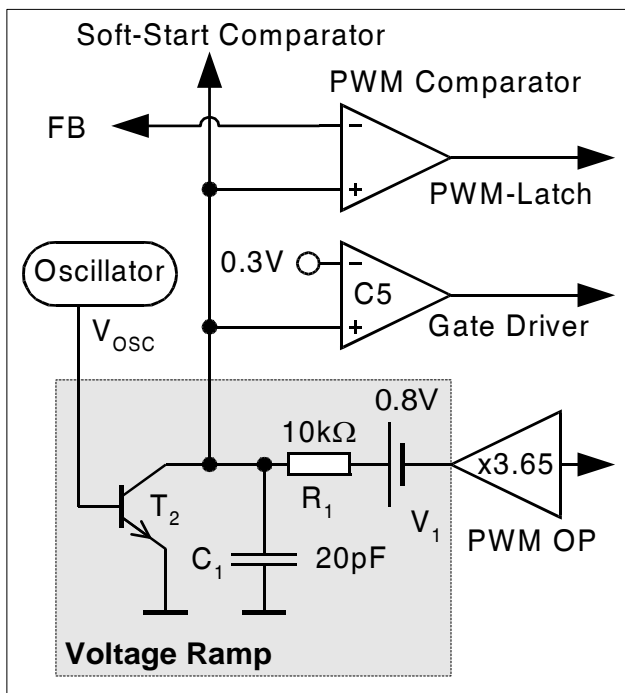 Soft-Start Comparator
PWM Comparator
FB
PWM-Latch
Oscillator
0.3V
C5
Gate Driver
VOSC
0.8V
10kΩ
x3.65
T2
R1
V1
PWM OP
C1
20pF
Voltage Ramp